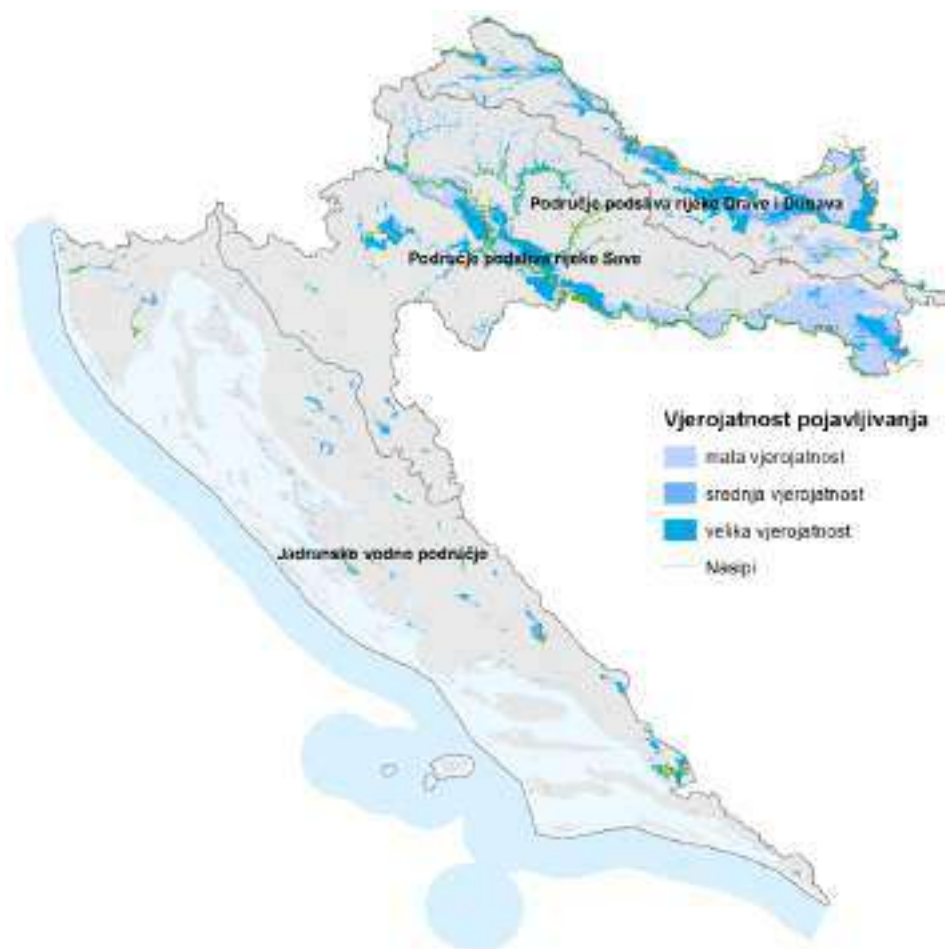 Područje podsliva rijeke Drave i Dunava
Područje podsliva rijeke Save
Vjerojatnost pojavljivanja
mala vjerojatnost
srednja vjerojatnost
velika vjerojatnost
Nasipi
Jadransko vodno područje